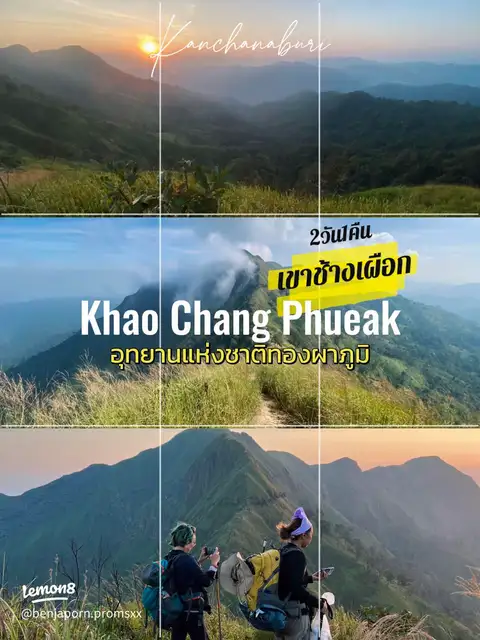 Kanchanaburi
2วัน1คืน
เขาช้างเผือก
Khao Chang Phueak
อุทยานแห่งชาติทองผาภูมิ
lemon8
@benjaporn.promsxx